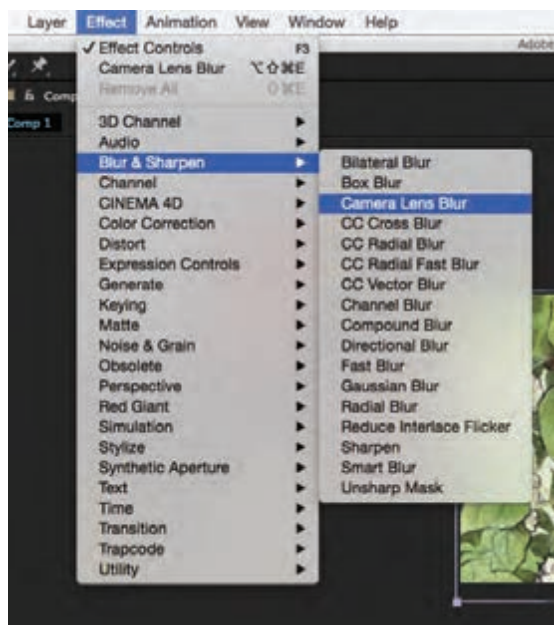 Layer Effect Animation View Window Help
Adobe
✓ Effect Controls F3
Camera Lens Blur ⌥⇧⌘E
Remove All ⇧⌘E
Comp
Comp 1
3D Channel
Audio
Blur & Sharpen
Channel
CINEMA 4D
Color Correction
Distort
Expression Controls
Generate
Keying
Matte
Noise & Grain
Obsolete
Perspective
Red Giant
Simulation
Stylize
Synthetic Aperture
Text
Time
Transition
Trapcode
Utility
Bilateral Blur
Box Blur
Camera Lens Blur
CC Cross Blur
CC Radial Blur
CC Radial Fast Blur
CC Vector Blur
Channel Blur
Compound Blur
Directional Blur
Fast Blur
Gaussian Blur
Radial Blur
Reduce Interlace Flicker
Sharpen
Smart Blur
Unsharp Mask